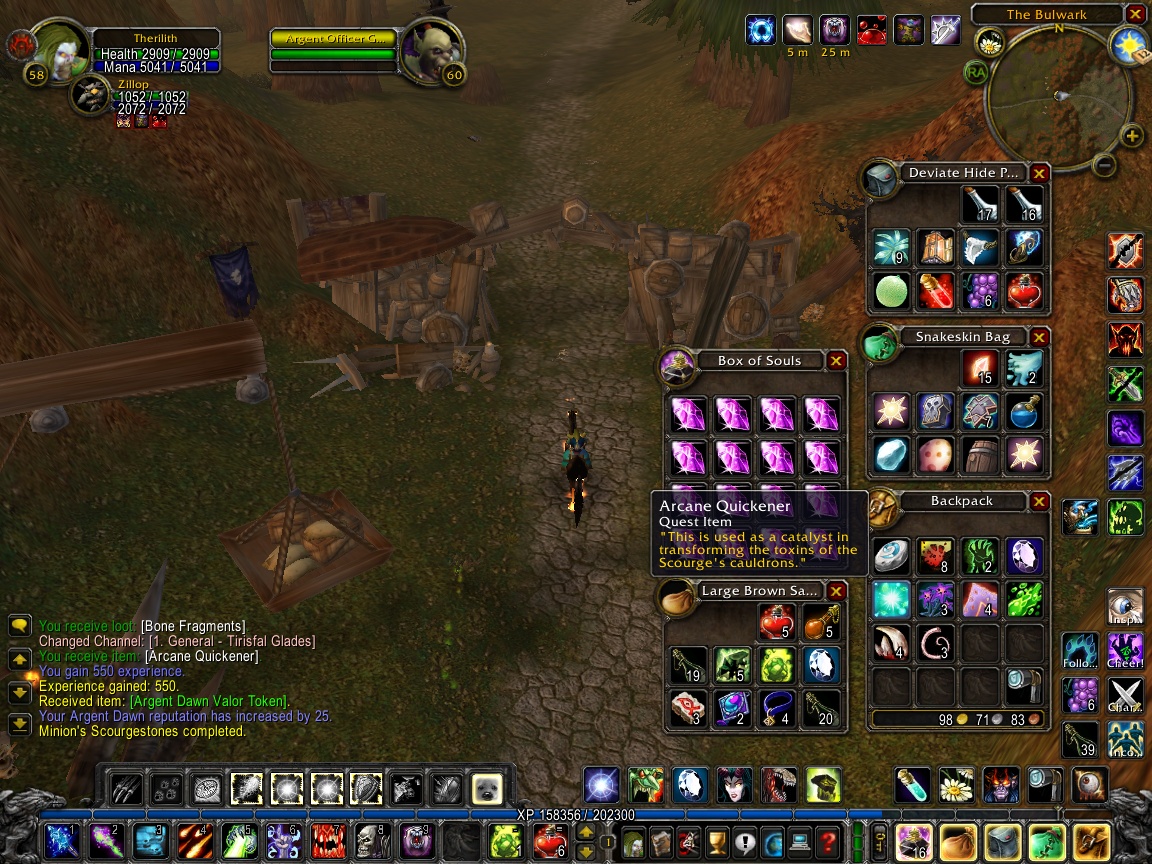 Therilith
Health 2909 / 2909
Mana 5041 / 5041
58
Zillop
1052 / 1052
2072 / 2072
Argent Officer G...
60
5 m
25 m
The Bulwark
N
RA
Deviate Hide P...
17
16
9
6
Snakeskin Bag
15
2
7
Box of Souls
Arcane Quickener
Quest Item
"This is used as a catalyst in
transforming the toxins of the
Scourge's cauldrons."
Backpack
8
2
3
4
4
3
98 71 83
Large Brown Sa...
5
5
19
5
3
2
4
20
Inspe
Follo...
Cheer!
6
Char...
39
You receive loot: [Bone Fragments]
Changed Channel: [1. General - Tirisfal Glades]
You receive item: [Arcane Quickener].
You gain 550 experience.
Experience gained: 550.
Received item: [Argent Dawn Valor Token].
Your Argent Dawn reputation has increased by 25.
Minion's Scourgestones completed.
XP 158356 / 202300
1
2
3
4
5
6
7
8
9
6
1
16